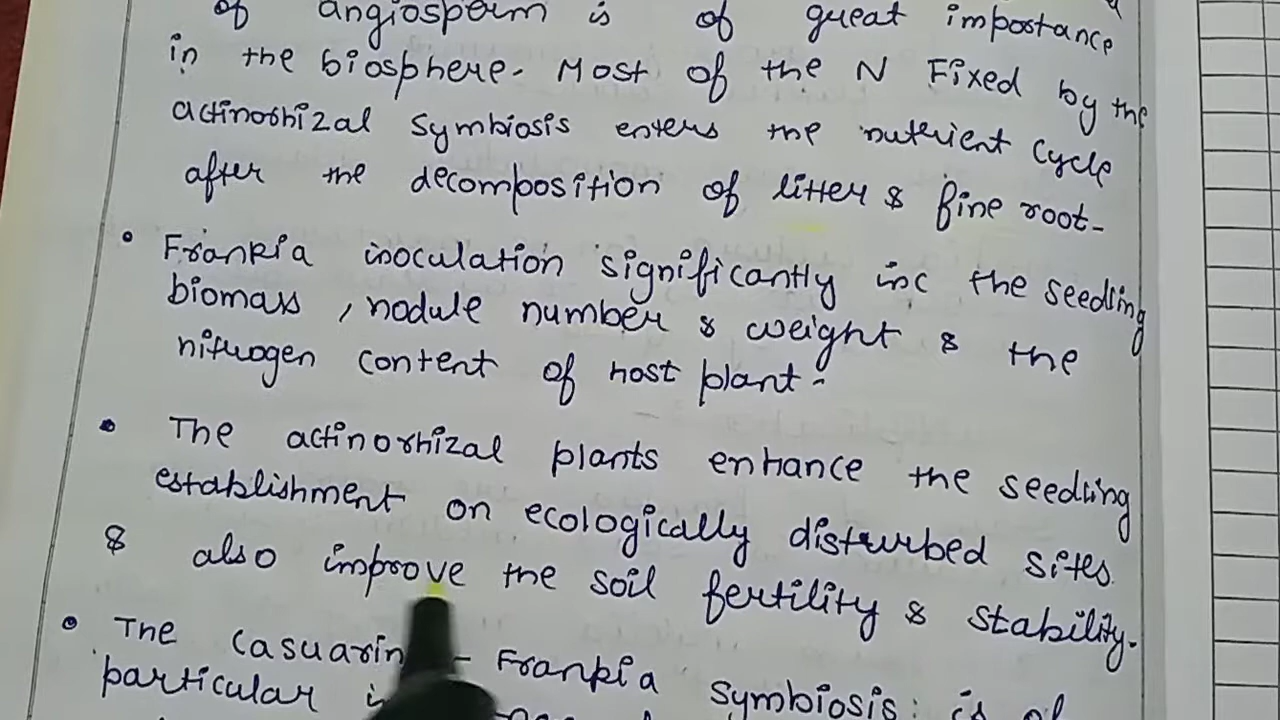 of angiosperm is of great importance
in the biosphere. Most of the N Fixed by the
actinorhizal symbiosis enters the nutrient cycle
after the decomposition of litter & fine root.
• Frankia inoculation significantly inc the seedling
biomass, nodule number & weight & the
nitrogen content of host plant.
• The actinorhizal plants enhance the seedling
establishment on ecologically disturbed sites
& also improve the soil fertility & stability.
• The Casuarin - Frankia symbiosis is of
particular